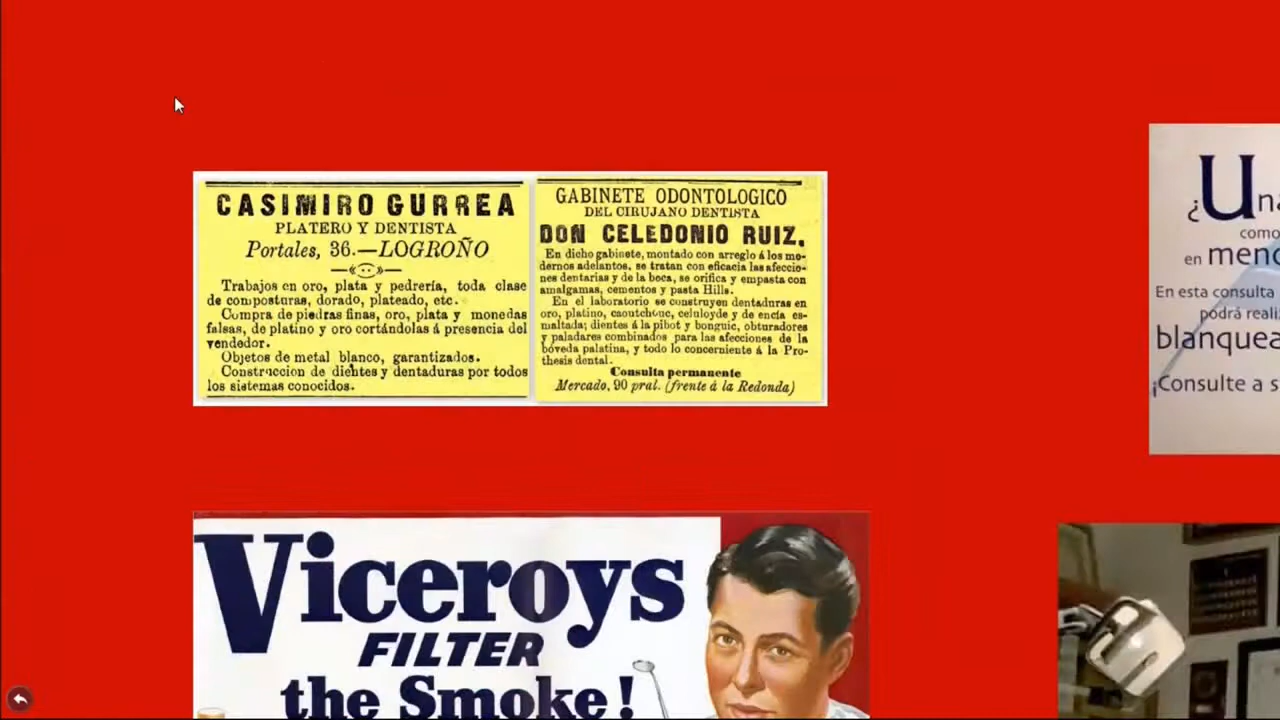 CASIMIRO GURREA
PLATERO Y DENTISTA
Portales, 36.—LOGROÑO
Trabajos en oro, plata y pedrería, toda clase
de composturas, dorado, plateado, etc.
Compra de piedras finas, oro, plata y monedas
falsas, de platino y oro cortándolas á presencia del
vendedor.
Objetos de metal blanco, garantizados.
Construccion de dientes y dentaduras por todos
los sistemas conocidos.
GABINETE ODONTOLOGICO
DEL CIRUJANO DENTISTA
DON CELEDONIO RUIZ.
En dicho gabinete, montado con arreglo á los mo-
dernos adelantos, se tratan con eficacia las afeccio-
nes dentarias y de la boca, se orifica y empasta con
amalgamas, cementos y pasta Hills.
En el laboratorio se construyen dentaduras en
oro, platino, caoutchouc, celuloyde y de encía es-
maltada; dientes á la pibot y bonguic, obturadores
y paladares combinados para las afecciones de la
bóveda palatina, y todo lo concerniente á la Pro-
thesis dental.
Consulta permanente
Mercado, 90 pral. (frente á la Redonda)
¿Una
como
en meno
En esta consulta
podrá reali
blanquea
¡Consulte a s
Viceroys
FILTER
the Smoke!